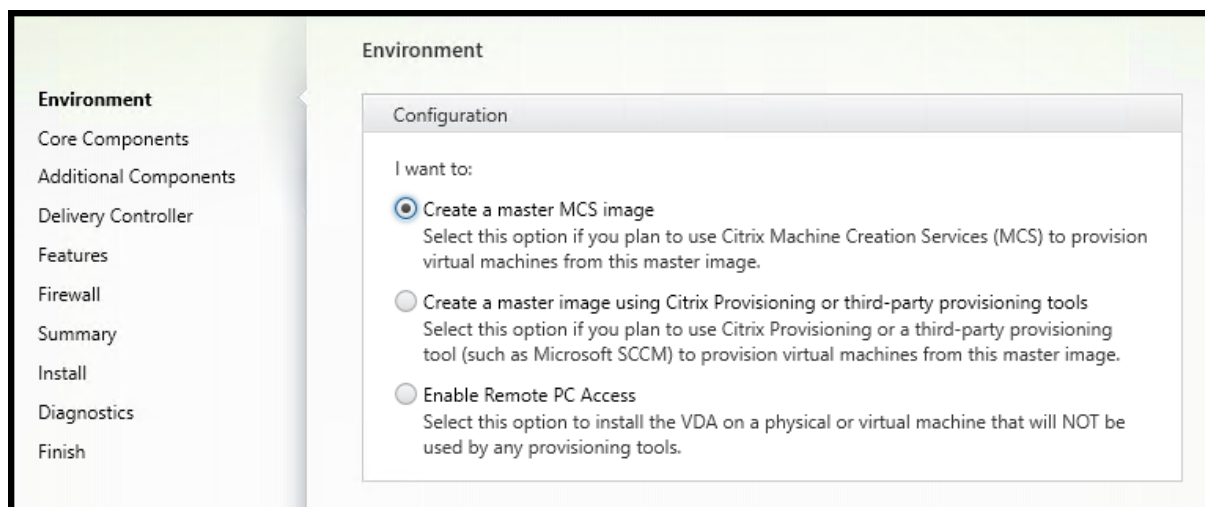 Environment
Core Components
Additional Components
Delivery Controller
Features
Firewall
Summary
Install
Diagnostics
Finish
Environment
Configuration
I want to:
Create a master MCS image
Select this option if you plan to use Citrix Machine Creation Services (MCS) to provision
virtual machines from this master image.
Create a master image using Citrix Provisioning or third-party provisioning tools
Select this option if you plan to use Citrix Provisioning or a third-party provisioning
tool (such as Microsoft SCCM) to provision virtual machines from this master image.
Enable Remote PC Access
Select this option to install the VDA on a physical or virtual machine that will NOT be
used by any provisioning tools.